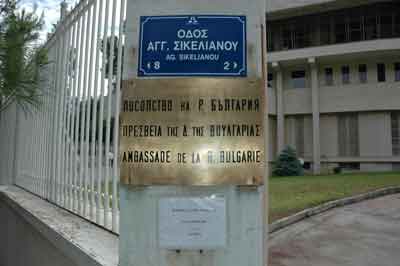 ΟΔΟΣ
ΑΓΓ. ΣΙΚΕΛΙΑΝΟΥ
AG. SIKELIANOU
8 2
ПОСОЛСТВО НА Р. БЪЛГАРИЯ
ΠΡΕΣΒΕΙΑ ΤΗΣ Δ. ΤΗΣ ΒΟΥΛΓΑΡΙΑΣ
AMBASSADE DE LA R. BULGARIE